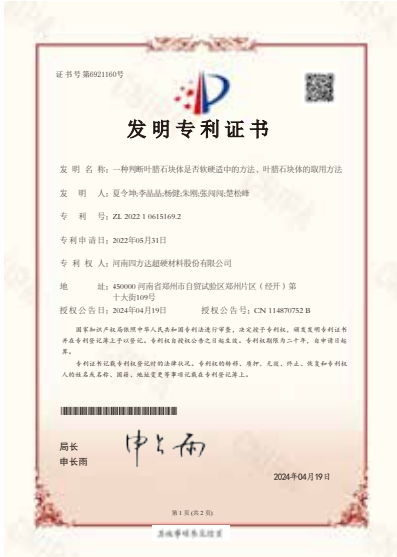 证书号第6921160号
发明专利证书
发明名称：一种判断叶腊石块体是否软硬适中的方法、叶腊石块体的取用方法
发明人：夏令坤;李晶晶;杨健;朱刚;张闯闯;楚松峰
专利号：ZL 2022 1 0615169.2
专利申请日：2022年05月31日
专利权人：河南四方达超硬材料股份有限公司
地址：450000 河南省郑州市自贸试验区郑州片区（经开）第
十大街109号
授权公告日：2024年04月19日 授权公告号：CN 114870752 B
国家知识产权局依照中华人民共和国专利法进行审查，决定授予专利权，颁发发明专利证书
并在专利登记簿上予以登记。专利权自授权公告之日起生效。专利权期限为二十年，自申请日起
算。
专利证书记载专利权登记时的法律状况。专利权的转移、质押、无效、终止、恢复和专利权
人的姓名或名称、国籍、地址变更等事项记载在专利登记簿上。
局长
申长雨
申长雨
2024年04月19日
第 1 页 (共 2 页)
其他事项参见续页